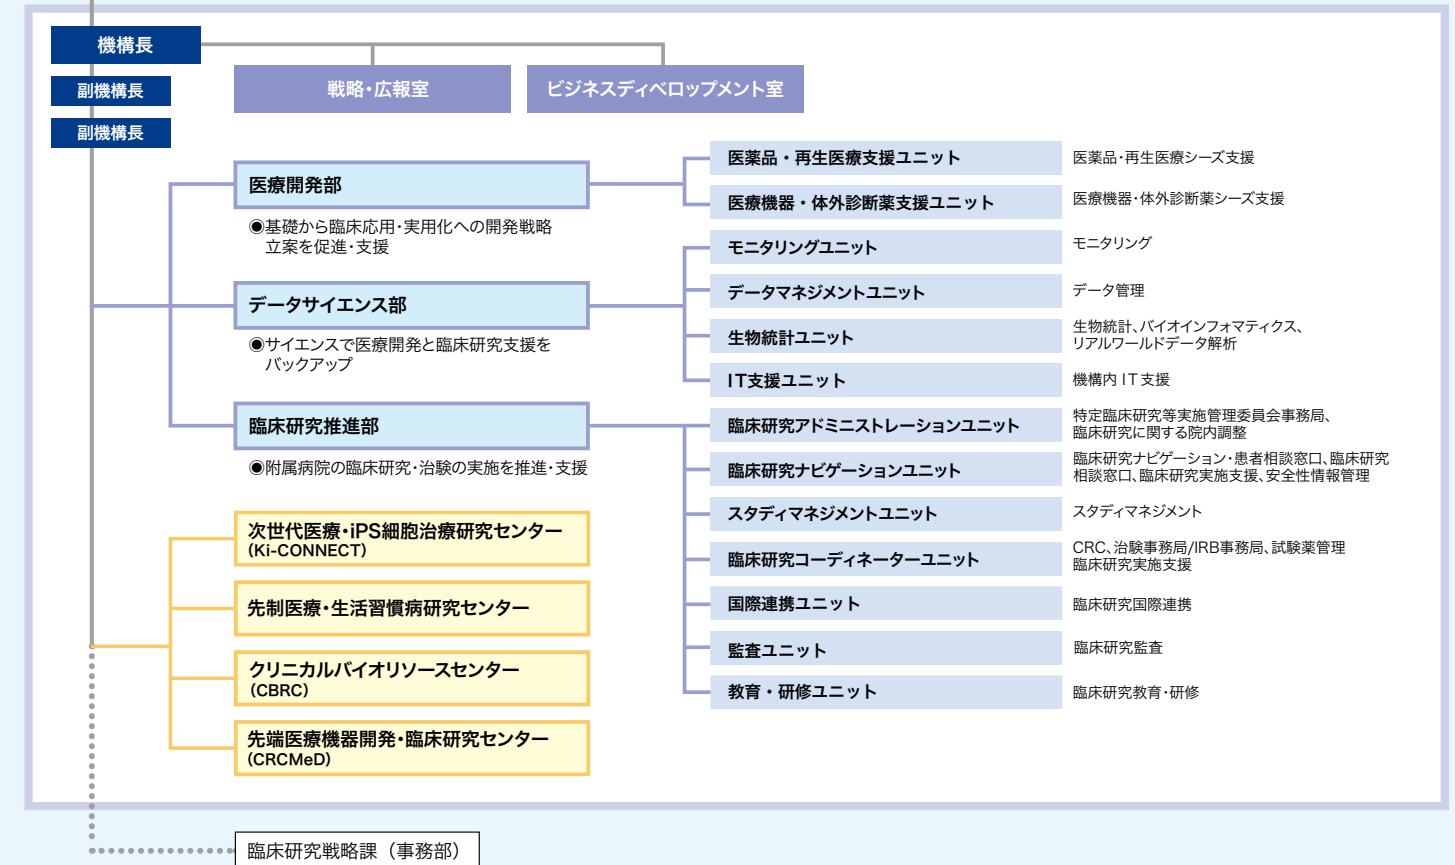 機構長
副機構長
副機構長
戦略・広報室
ビジネスディベロップメント室
医療開発部
◉基礎から臨床応用・実用化への開発戦略
立案を促進・支援
医薬品・再生医療支援ユニット
医薬品・再生医療シーズ支援
医療機器・体外診断薬支援ユニット
医療機器・体外診断薬シーズ支援
データサイエンス部
◉サイエンスで医療開発と臨床研究支援を
バックアップ
モニタリングユニット
モニタリング
データマネジメントユニット
データ管理
生物統計ユニット
生物統計、バイオインフォマティクス、
リアルワールドデータ解析
IT支援ユニット
機構内 IT 支援
臨床研究推進部
◉附属病院の臨床研究・治験の実施を推進・支援
臨床研究アドミニストレーションユニット
特定臨床研究等実施管理委員会事務局、
臨床研究に関する院内調整
臨床研究ナビゲーションユニット
臨床研究ナビゲーション・患者相談窓口、臨床研究
相談窓口、臨床研究実施支援、安全性情報管理
スタディマネジメントユニット
スタディマネジメント
臨床研究コーディネーターユニット
CRC、治験事務局/IRB事務局、試験薬管理
臨床研究実施支援
国際連携ユニット
臨床研究国際連携
監査ユニット
臨床研究監査
教育・研修ユニット
臨床研究教育・研修
次世代医療・iPS細胞治療研究センター
(Ki-CONNECT)
先制医療・生活習慣病研究センター
クリニカルバイオリソースセンター
(CBRC)
先端医療機器開発・臨床研究センター
(CRCMeD)
臨床研究戦略課（事務部）